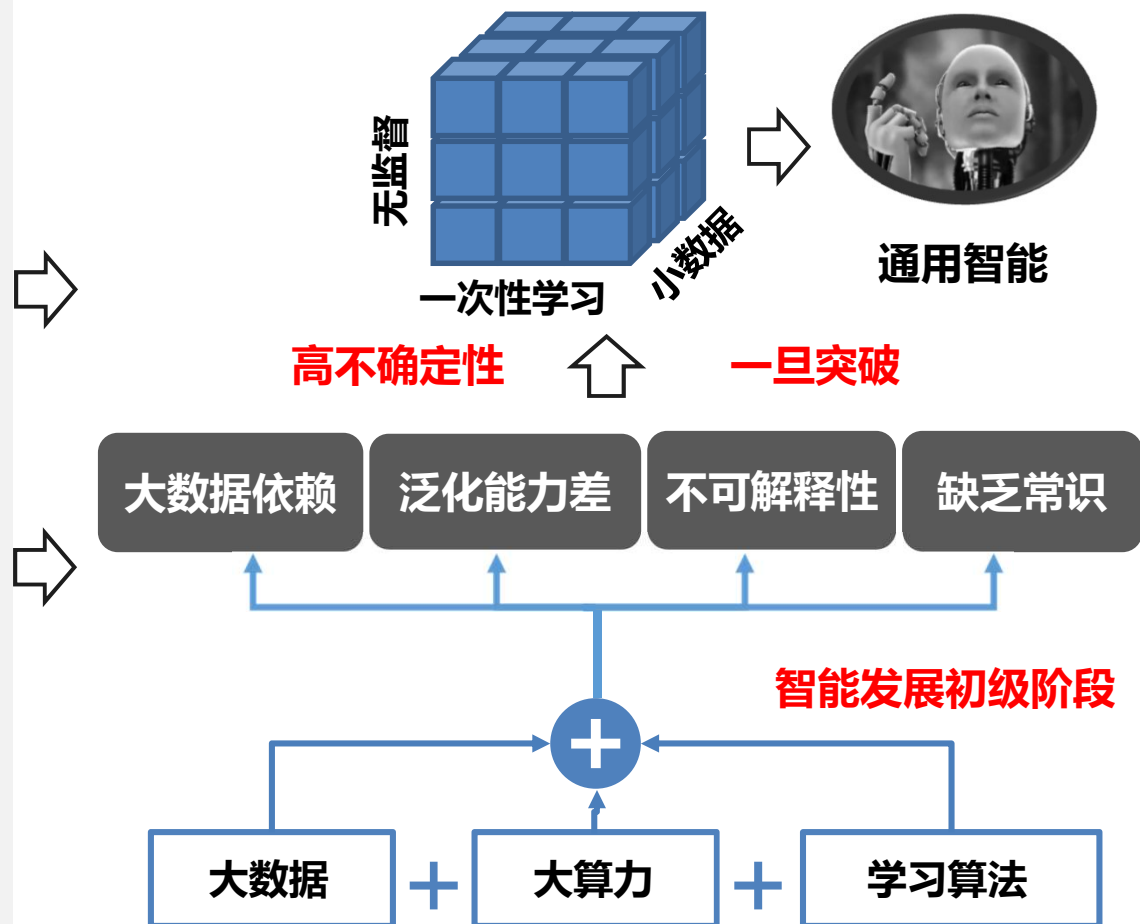 无监督
小数据
一次性学习
通用智能
高不确定性
一旦突破
大数据依赖
泛化能力差
不可解释性
缺乏常识
智能发展初级阶段
+
大数据
+
大算力
+
学习算法